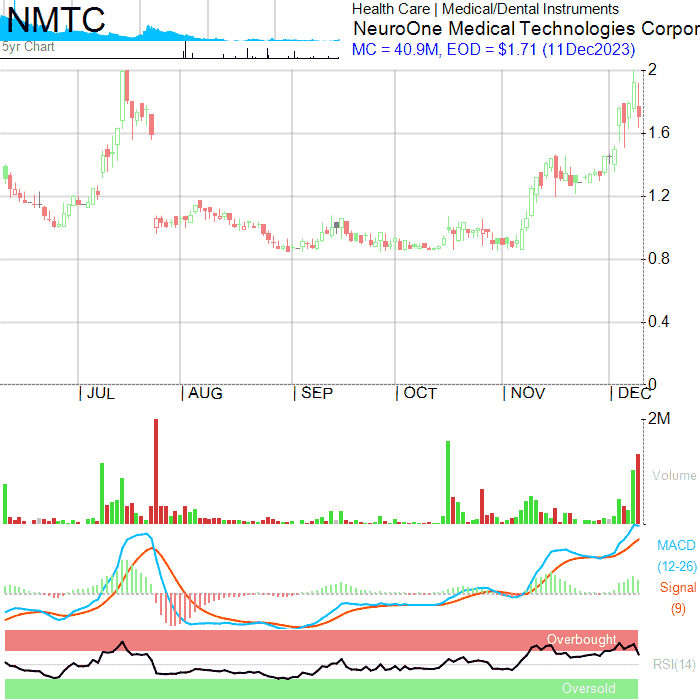 NMTC
5yr Chart
Health Care | Medical/Dental Instruments
NeuroOne Medical Technologies Corpor
MC = 40.9M, EOD = $1.71 (11Dec2023)
2
1.6
1.2
0.8
0.4
0
| JUL | AUG | SEP | OCT | NOV | DEC
2M
Volume
MACD
(12-26)
Signal
(9)
Overbought
RSI(14)
Oversold